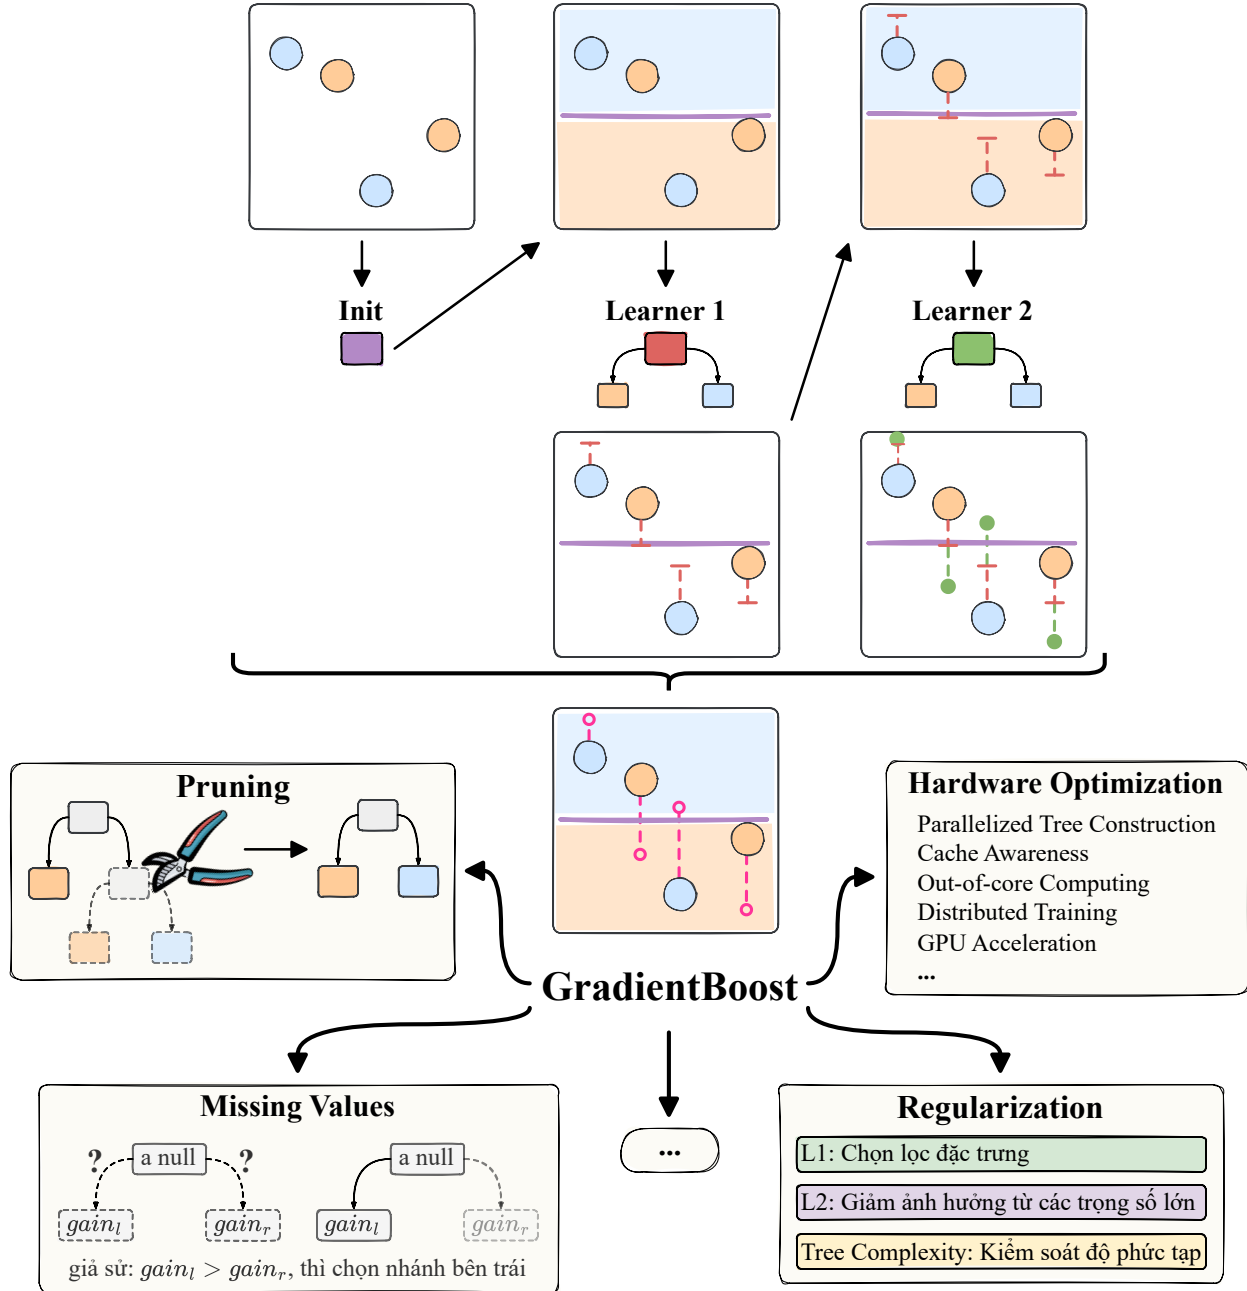 Init
Learner 1
Learner 2
Pruning
Hardware Optimization
Parallelized Tree Construction
Cache Awareness
Out-of-core Computing
Distributed Training
GPU Acceleration
...
GradientBoost
Missing Values
? a null ?
gain_l gain_r
a null
gain_l gain_r
giả sử: gain_l > gain_r, thì chọn nhánh bên trái
...
Regularization
L1: Chọn lọc đặc trưng
L2: Giảm ảnh hưởng từ các trọng số lớn
Tree Complexity: Kiểm soát độ phức tạp